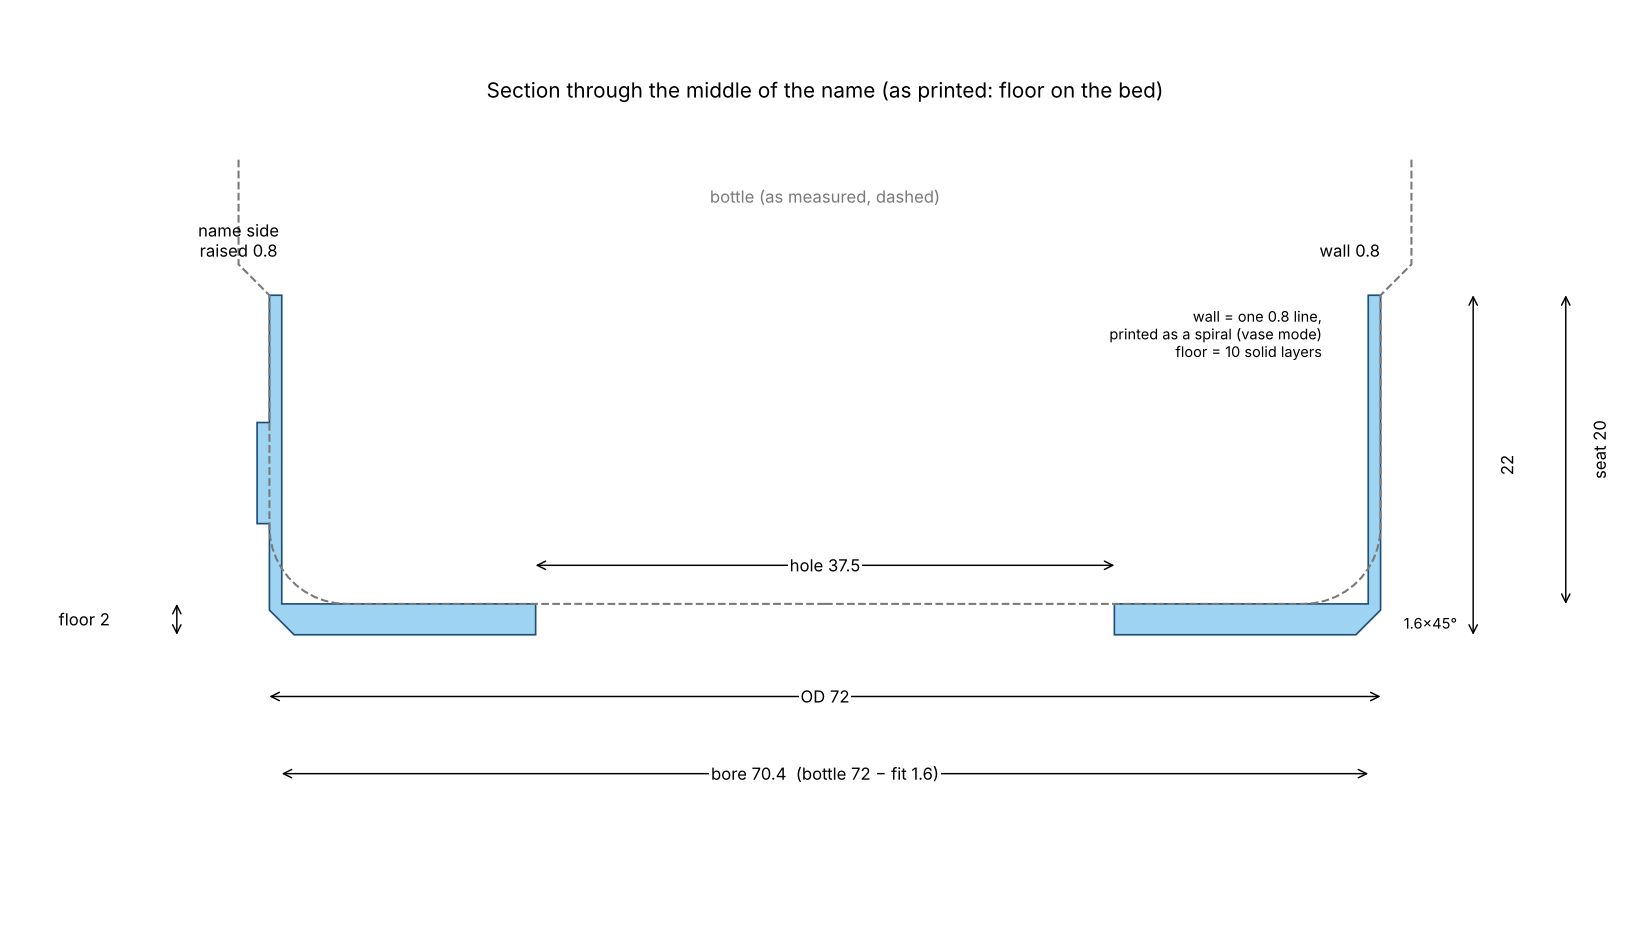 Section through the middle of the name (as printed: floor on the bed)
bottle (as measured, dashed)
name side
raised 0.8
wall 0.8
wall = one 0.8 line,
printed as a spiral (vase mode)
floor = 10 solid layers
22
seat 20
hole 37.5
floor 2
1.6×45°
OD 72
bore 70.4  (bottle 72 − fit 1.6)